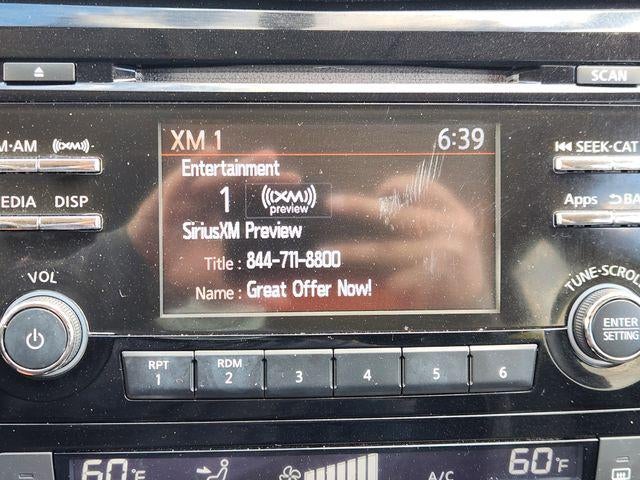 SCAN
XM 1 6:39
M·AM ((XM)) SEEK·CAT
Entertainment
1 ((XM))
preview
MEDIA DISP Apps BA
SiriusXM Preview
Title : 844-711-8800
Name : Great Offer Now!
VOL TUNE·SCROLL
ENTER
SETTING
RPT RDM
1 2 3 4 5 6
60°F A/C 60°F